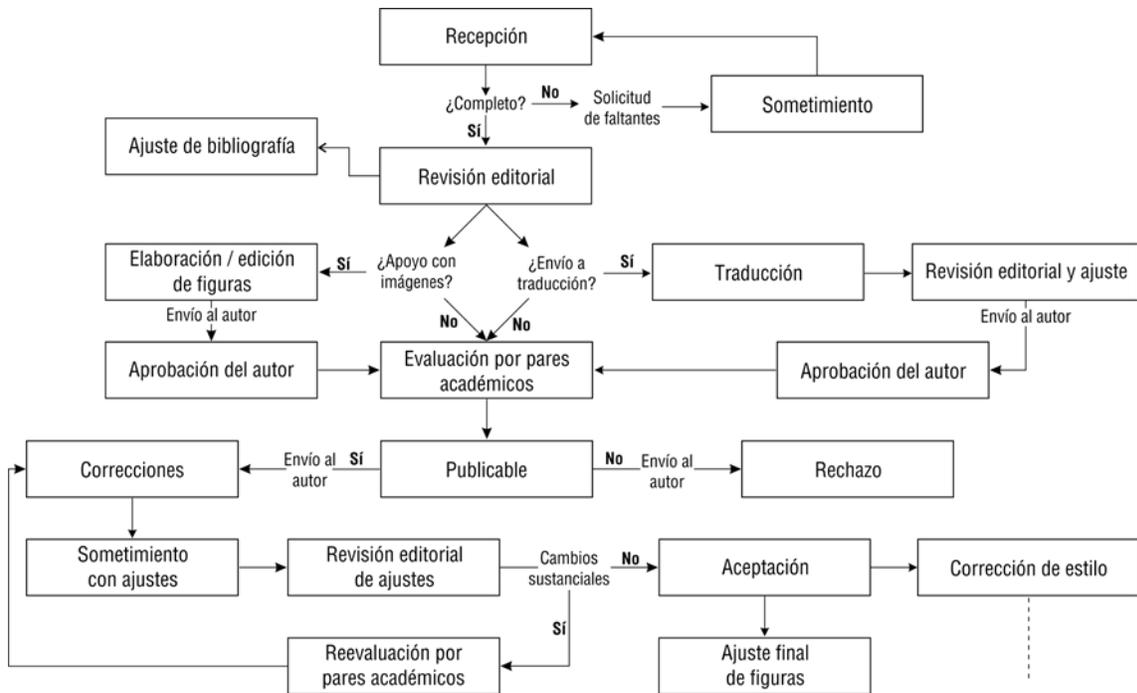 Recepción
¿Completo?
No
Solicitud
de faltantes
Sometimiento
Sí
Ajuste de bibliografía
Revisión editorial
Elaboración / edición
de figuras
Sí
¿Apoyo con
imágenes?
¿Envío a
traducción?
Sí
Traducción
Revisión editorial y ajuste
Envío al autor
No
No
Envío al autor
Aprobación del autor
Evaluación por pares
académicos
Aprobación del autor
Correcciones
Envío al
autor
Sí
Publicable
No
Envío al
autor
Rechazo
Sometimiento
con ajustes
Revisión editorial
de ajustes
Cambios
sustanciales
No
Aceptación
Corrección de estilo
Sí
Reevaluación por
pares académicos
Ajuste final
de figuras